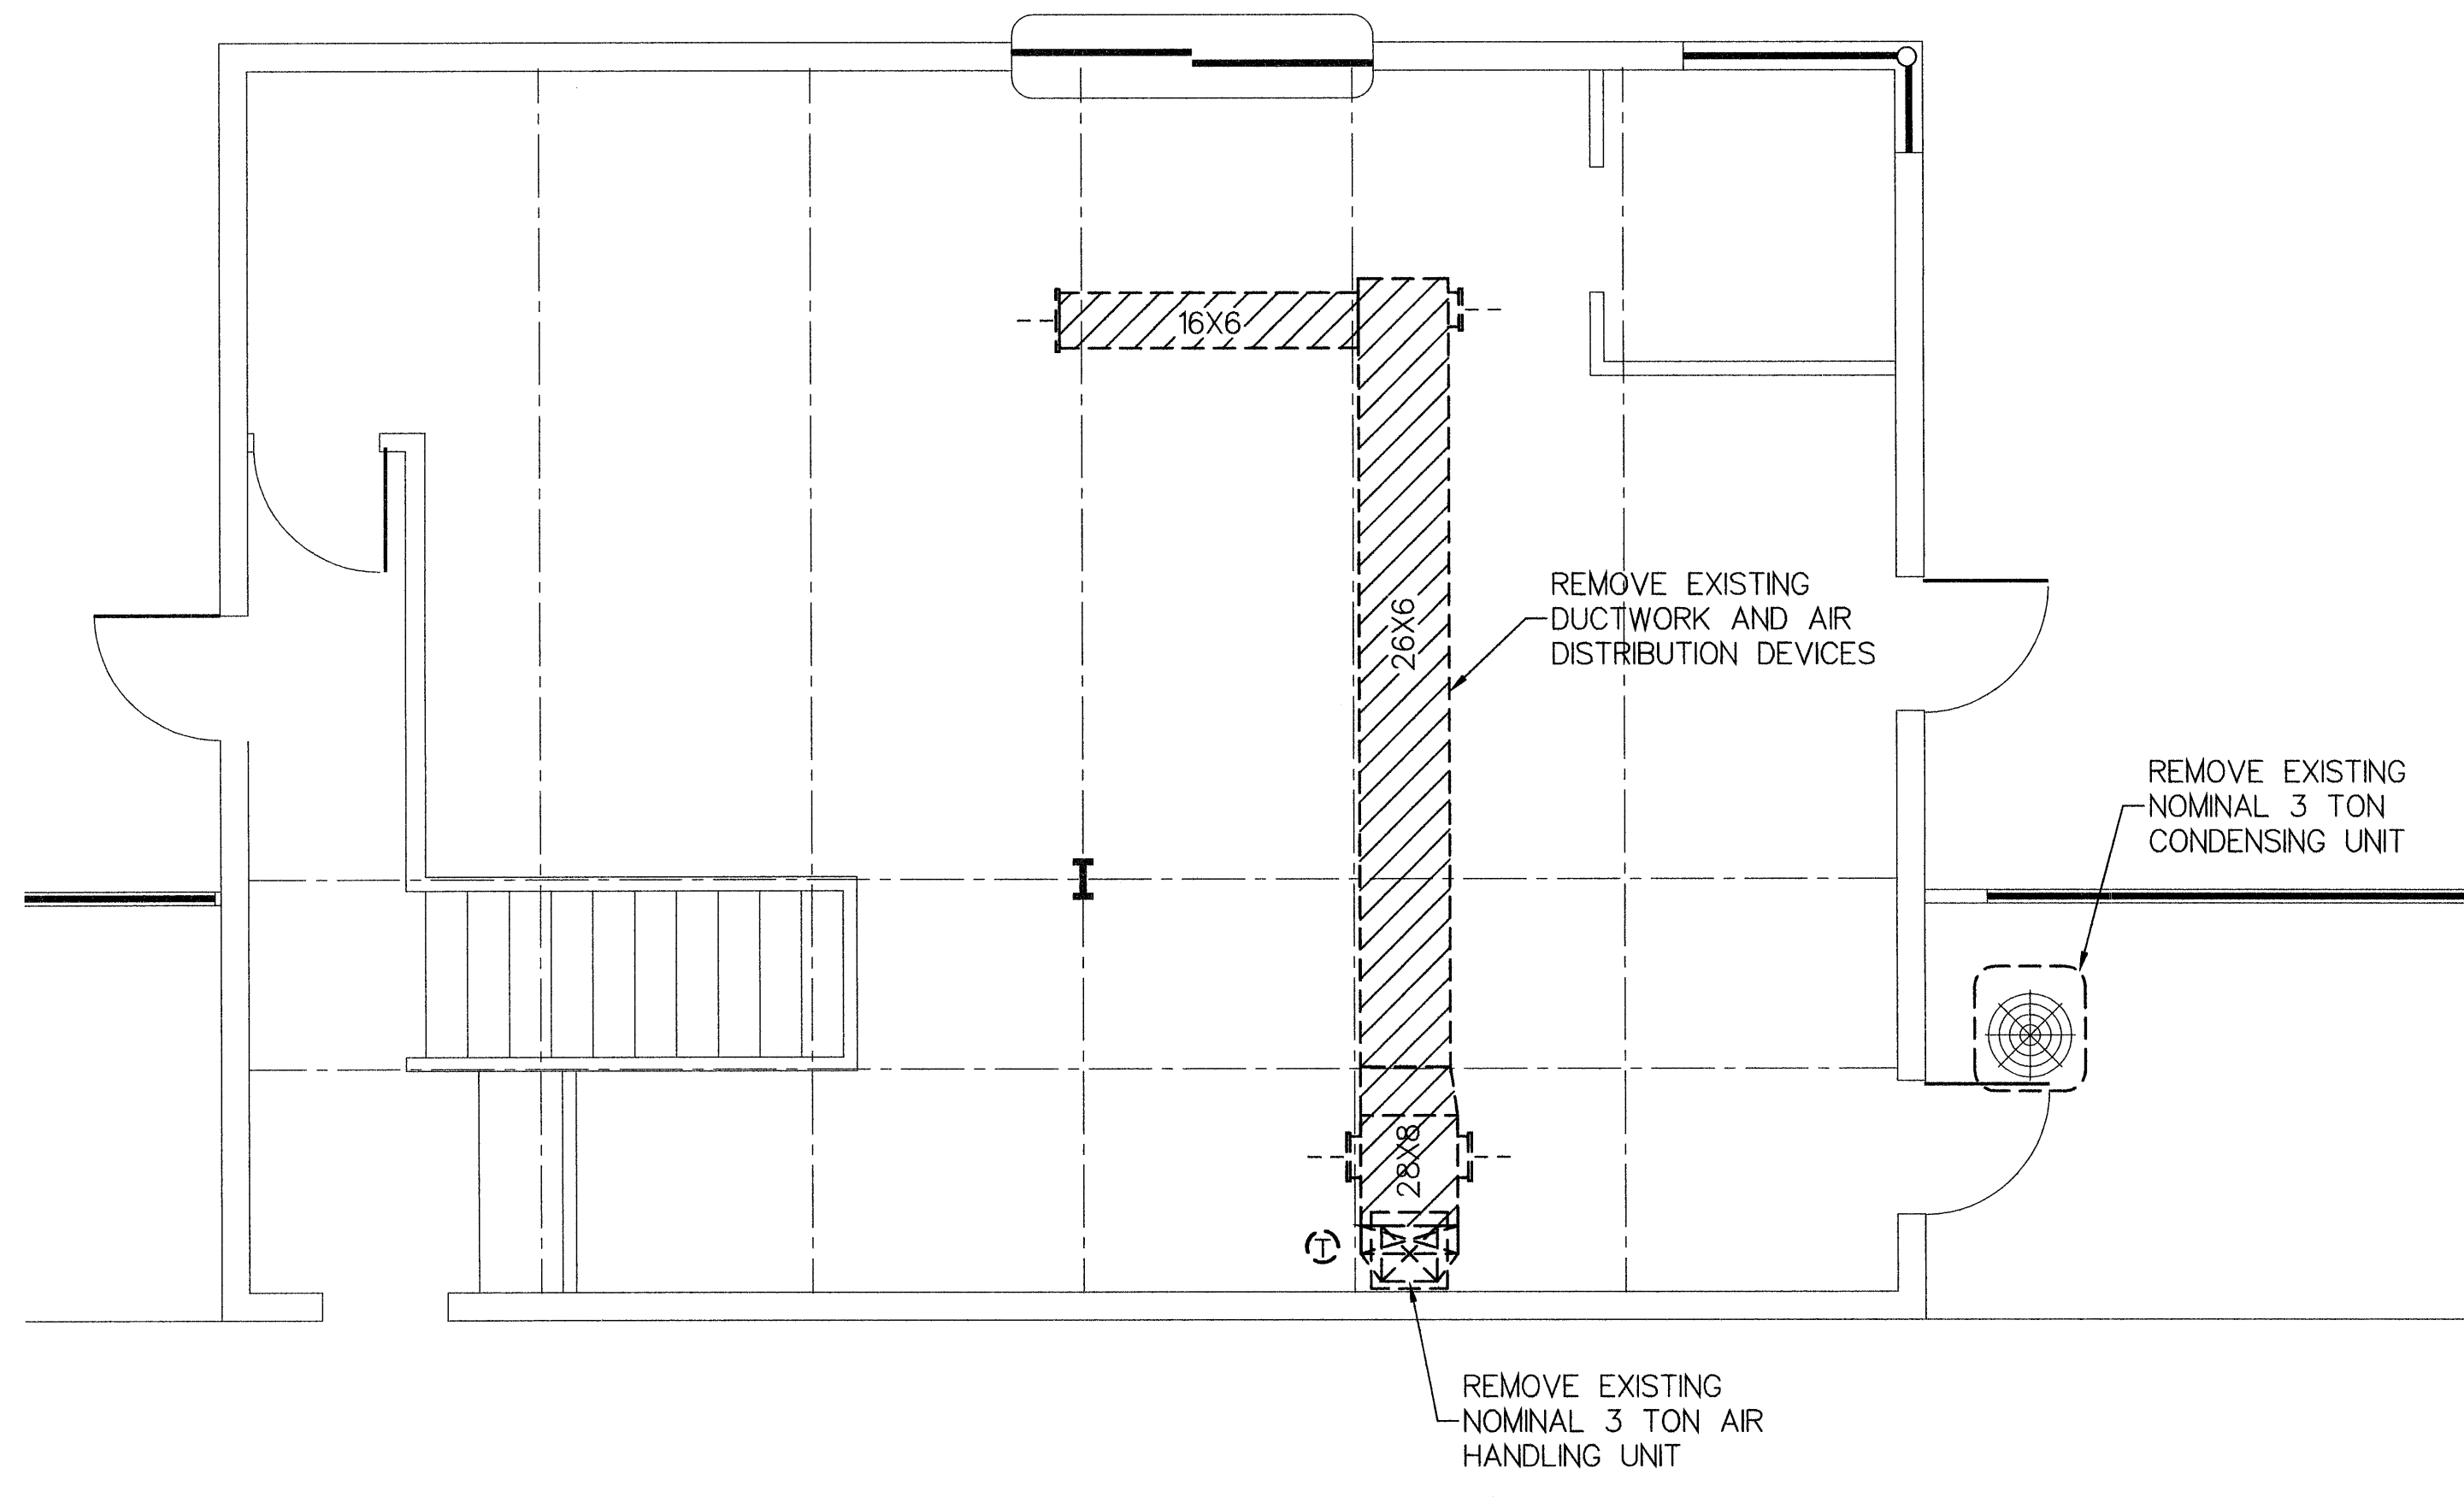 16X6
26X6
REMOVE EXISTING
DUCTWORK AND AIR
DISTRIBUTION DEVICES
REMOVE EXISTING
NOMINAL 3 TON
CONDENSING UNIT
28X8
T
REMOVE EXISTING
NOMINAL 3 TON AIR
HANDLING UNIT